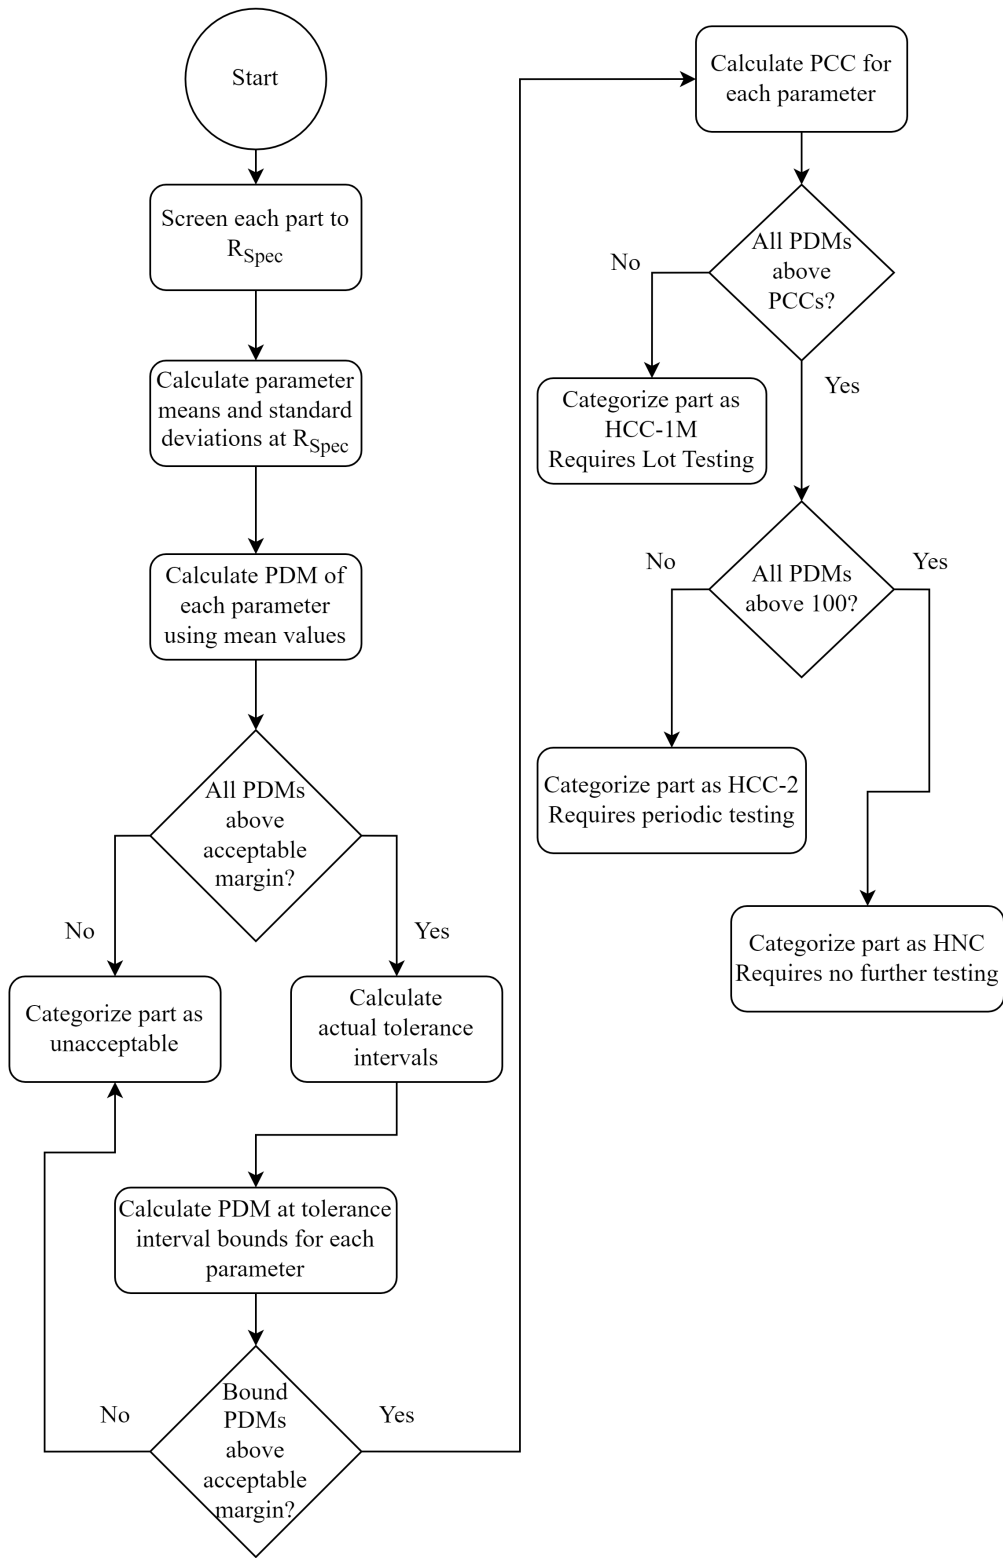 Start
Screen each part to
R_Spec
Calculate parameter
means and standard
deviations at R_Spec
Calculate PDM of
each parameter
using mean values
All PDMs
above
acceptable
margin?
No
Yes
Categorize part as
unacceptable
Calculate
actual tolerance
intervals
Calculate PDM at tolerance
interval bounds for each
parameter
Bound
PDMs
above
acceptable
margin?
No
Yes
Calculate PCC for
each parameter
All PDMs
above
PCCs?
No
Yes
Categorize part as
HCC-1M
Requires Lot Testing
All PDMs
above 100?
No
Yes
Categorize part as HCC-2
Requires periodic testing
Categorize part as HNC
Requires no further testing